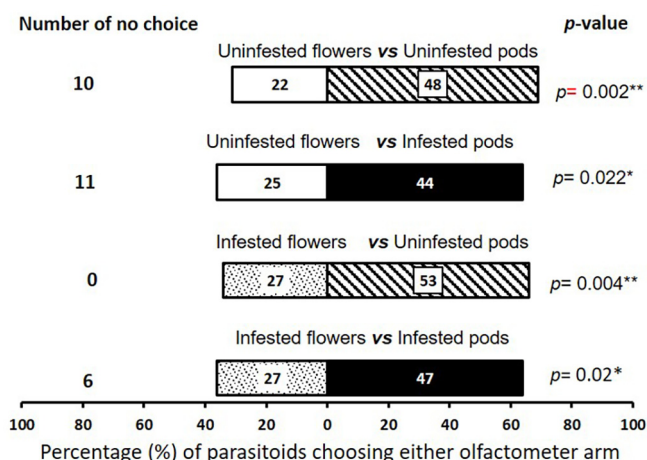 Number of no choice p-value
Uninfested flowers vs Uninfested pods
10 22 48 p= 0.002**
Uninfested flowers vs Infested pods
11 25 44 p= 0.022*
Infested flowers vs Uninfested pods
0 27 53 p= 0.004**
Infested flowers vs Infested pods
6 27 47 p= 0.02*
100 80 60 40 20 0 20 40 60 80 100
Percentage (%) of parasitoids choosing either olfactometer arm